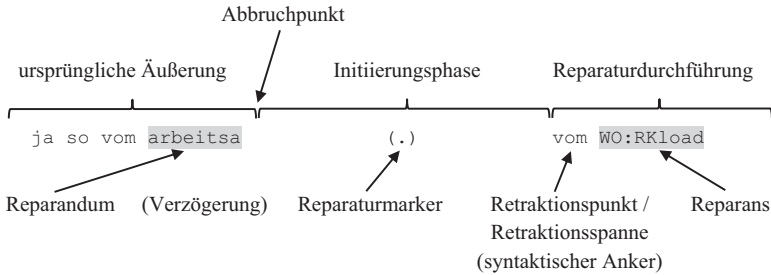 Abbruchpunkt
ursprüngliche Äußerung Initiierungsphase Reparaturdurchführung
ja so vom arbeitsa (.) vom WO:RKload
Reparandum (Verzögerung) Reparaturmarker Retraktionspunkt / Reparans
Retraktionsspanne
(syntaktischer Anker)